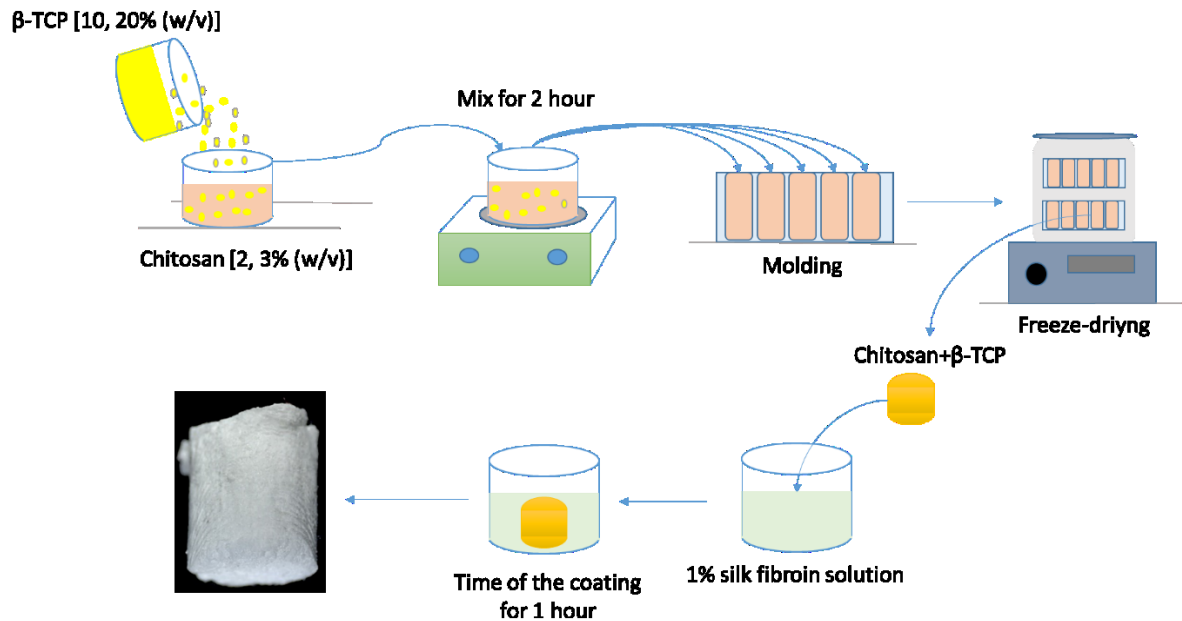 β-TCP [10, 20% (w/v)]
Mix for 2 hour
Chitosan [2, 3% (w/v)]
Molding
Freeze-driyng
Chitosan+β-TCP
1% silk fibroin solution
Time of the coating
for 1 hour